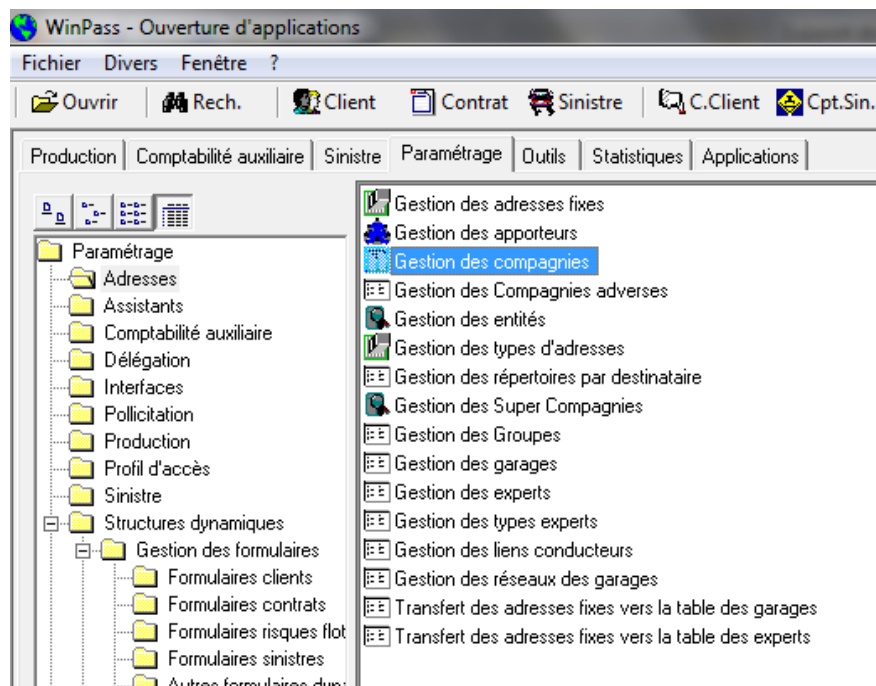 WinPass - Ouverture d'applications
Fichier Divers Fenêtre ?
Ouvrir Rech. Client Contrat Sinistre C.Client Cpt.Sin.
Production Comptabilité auxiliaire Sinistre Paramétrage Outils Statistiques Applications
Paramétrage
Adresses
Assistants
Comptabilité auxiliaire
Délégation
Interfaces
Pollicitation
Production
Profil d'accès
Sinistre
Structures dynamiques
Gestion des formulaires
Formulaires clients
Formulaires contrats
Formulaires risques flot
Formulaires sinistres
Autres formulaires
Gestion des adresses fixes
Gestion des apporteurs
Gestion des compagnies
Gestion des Compagnies adverses
Gestion des entités
Gestion des types d'adresses
Gestion des répertoires par destinataire
Gestion des Super Compagnies
Gestion des Groupes
Gestion des garages
Gestion des experts
Gestion des types experts
Gestion des liens conducteurs
Gestion des réseaux des garages
Transfert des adresses fixes vers la table des garages
Transfert des adresses fixes vers la table des experts